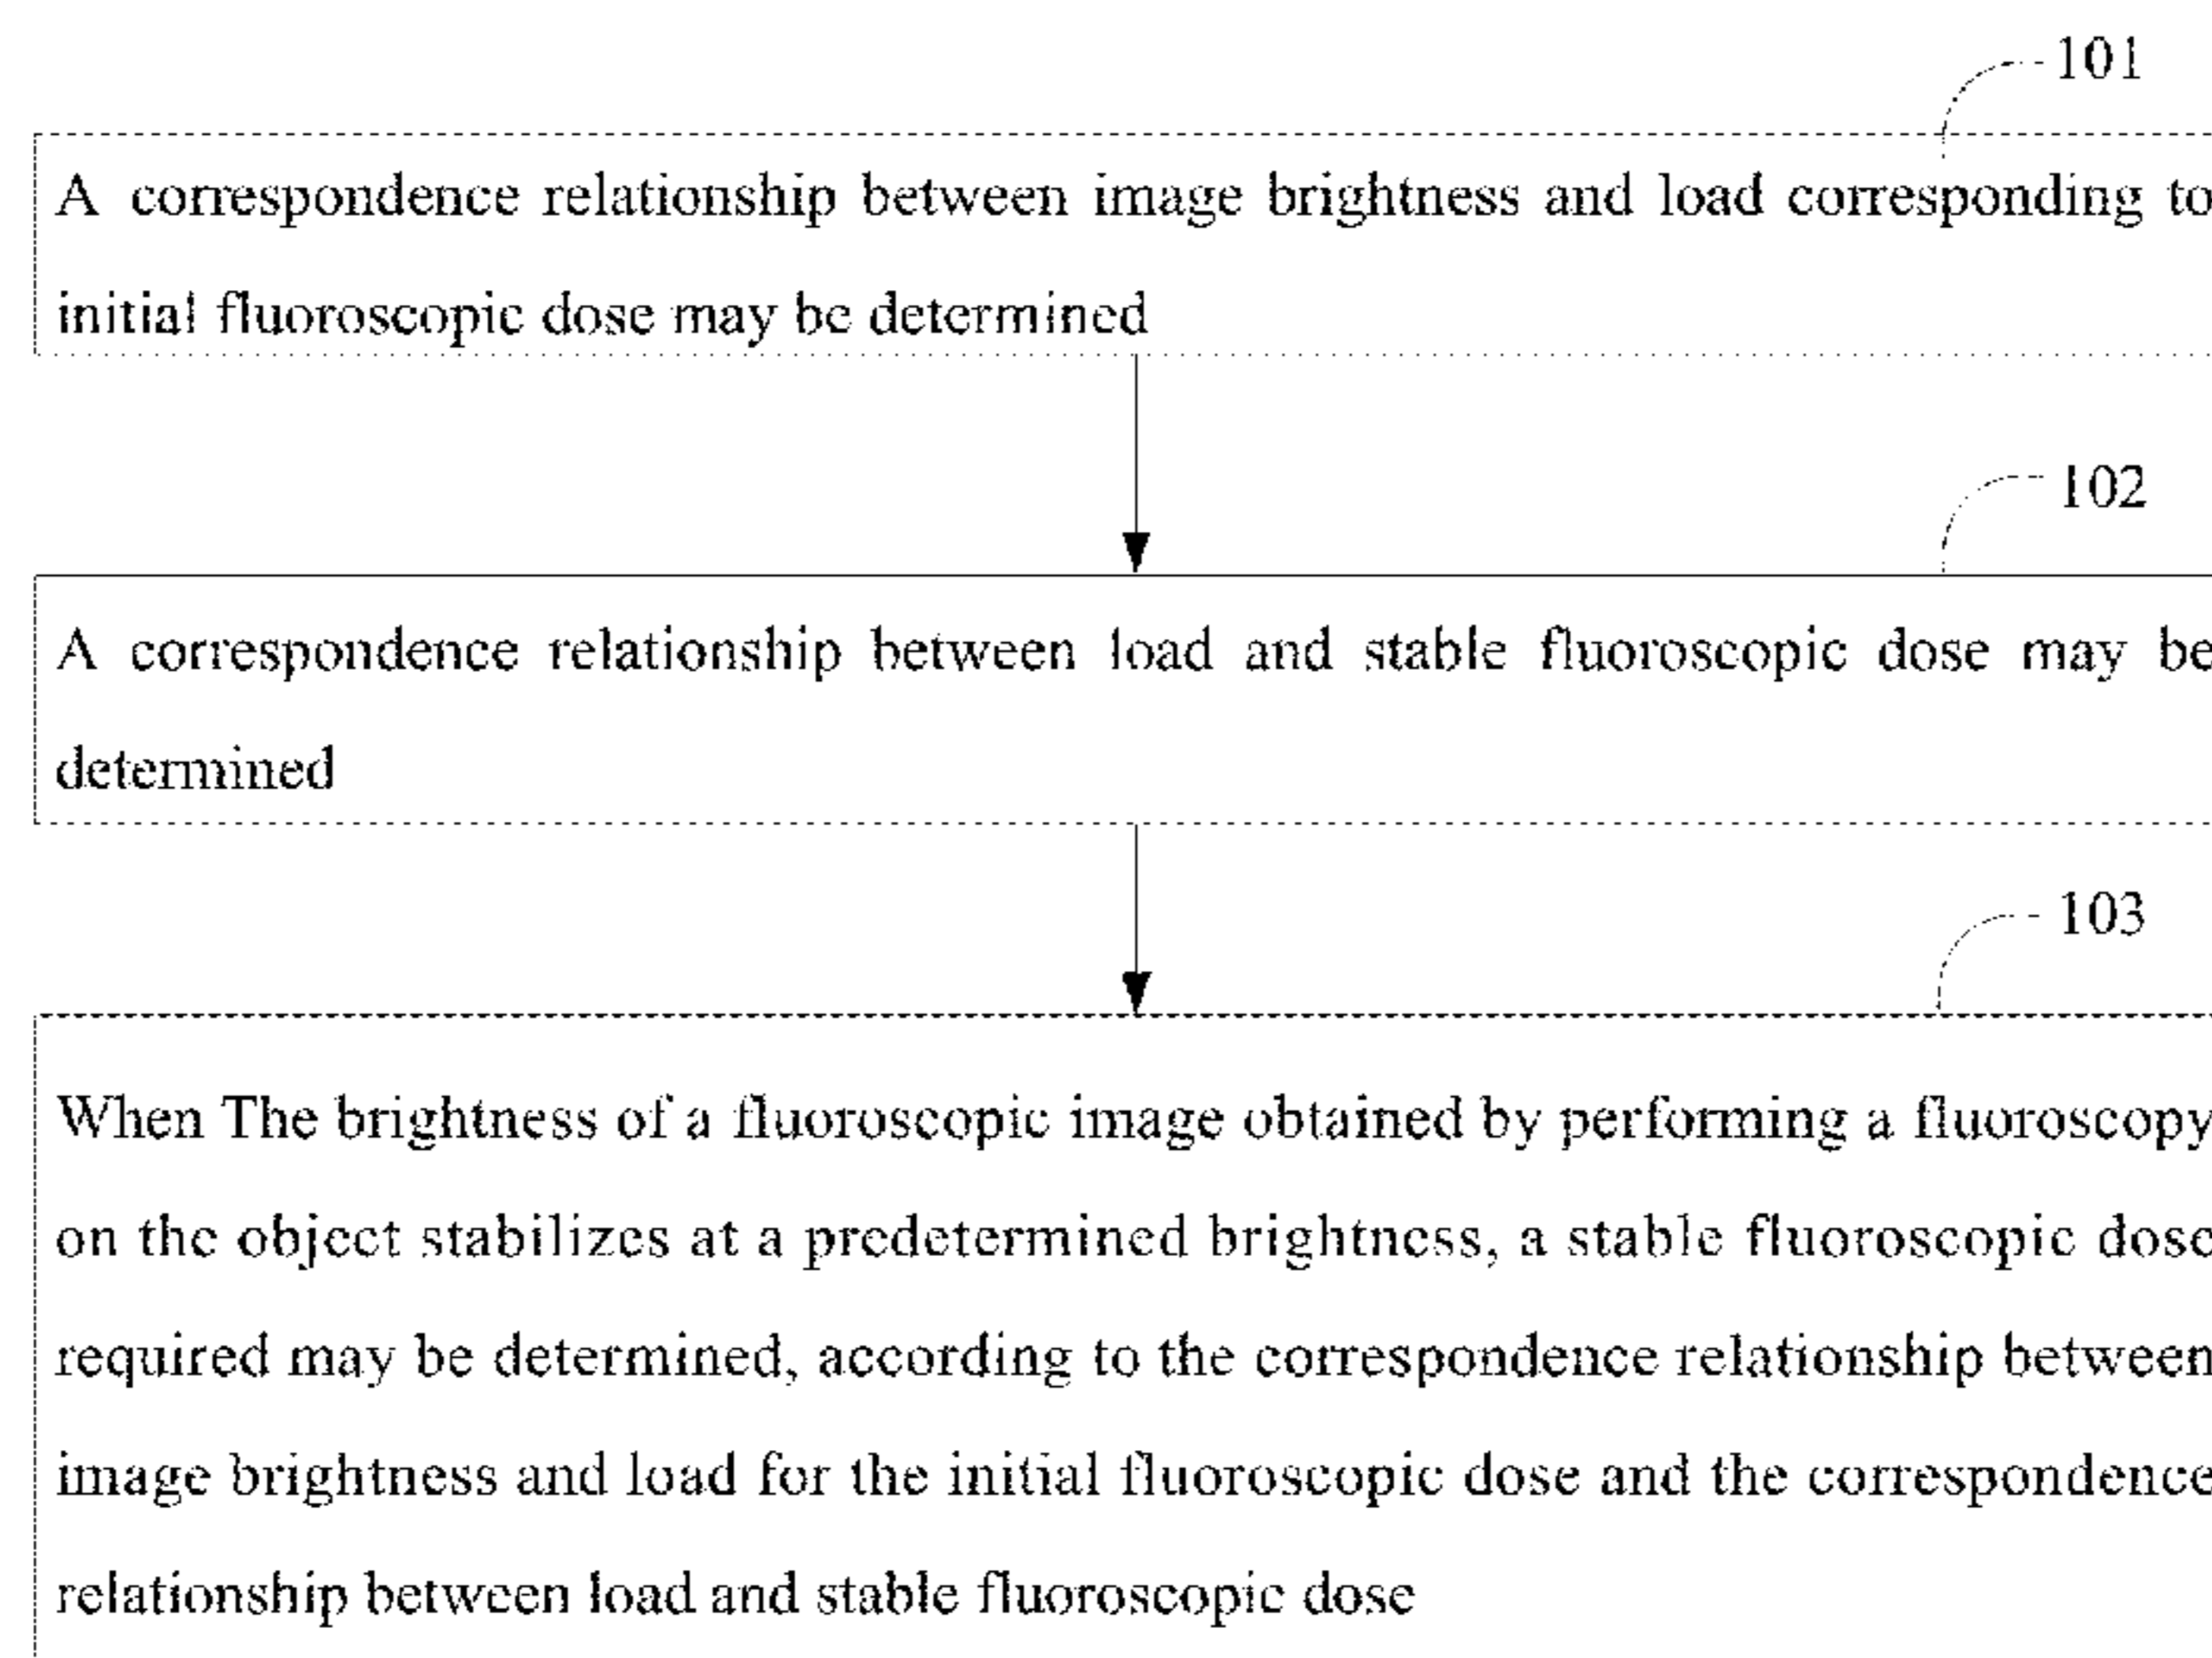 101
A correspondence relationship between image brightness and load corresponding to
initial fluoroscopic dose may be determined
102
A correspondence relationship between load and stable fluoroscopic dose may be
determined
103
When The brightness of a fluoroscopic image obtained by performing a fluoroscopy
on the object stabilizes at a predetermined brightness, a stable fluoroscopic dose
required may be determined, according to the correspondence relationship between
image brightness and load for the initial fluoroscopic dose and the correspondence
relationship between load and stable fluoroscopic dose